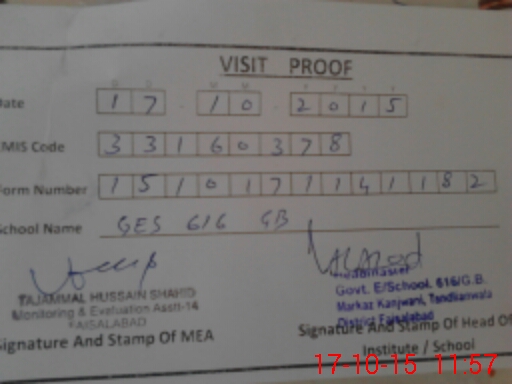 VISIT PROOF
D D M M Y Y Y Y
Date 17 . 10 . 2015
EMIS Code 33160378
Form Number 1510171141182
School Name GES 616 GB
TAJAMMAL HUSSAIN SHAHID
Monitoring & Evaluation Asstt-14
FAISALABAD
Signature And Stamp Of MEA
Headmaster
Govt. E/School. 616/G.B.
Markaz Kanjwani, Tandlianwala
District Faisalabad
Signature And Stamp Of Head Of
Institute / School
17-10-15 11:57